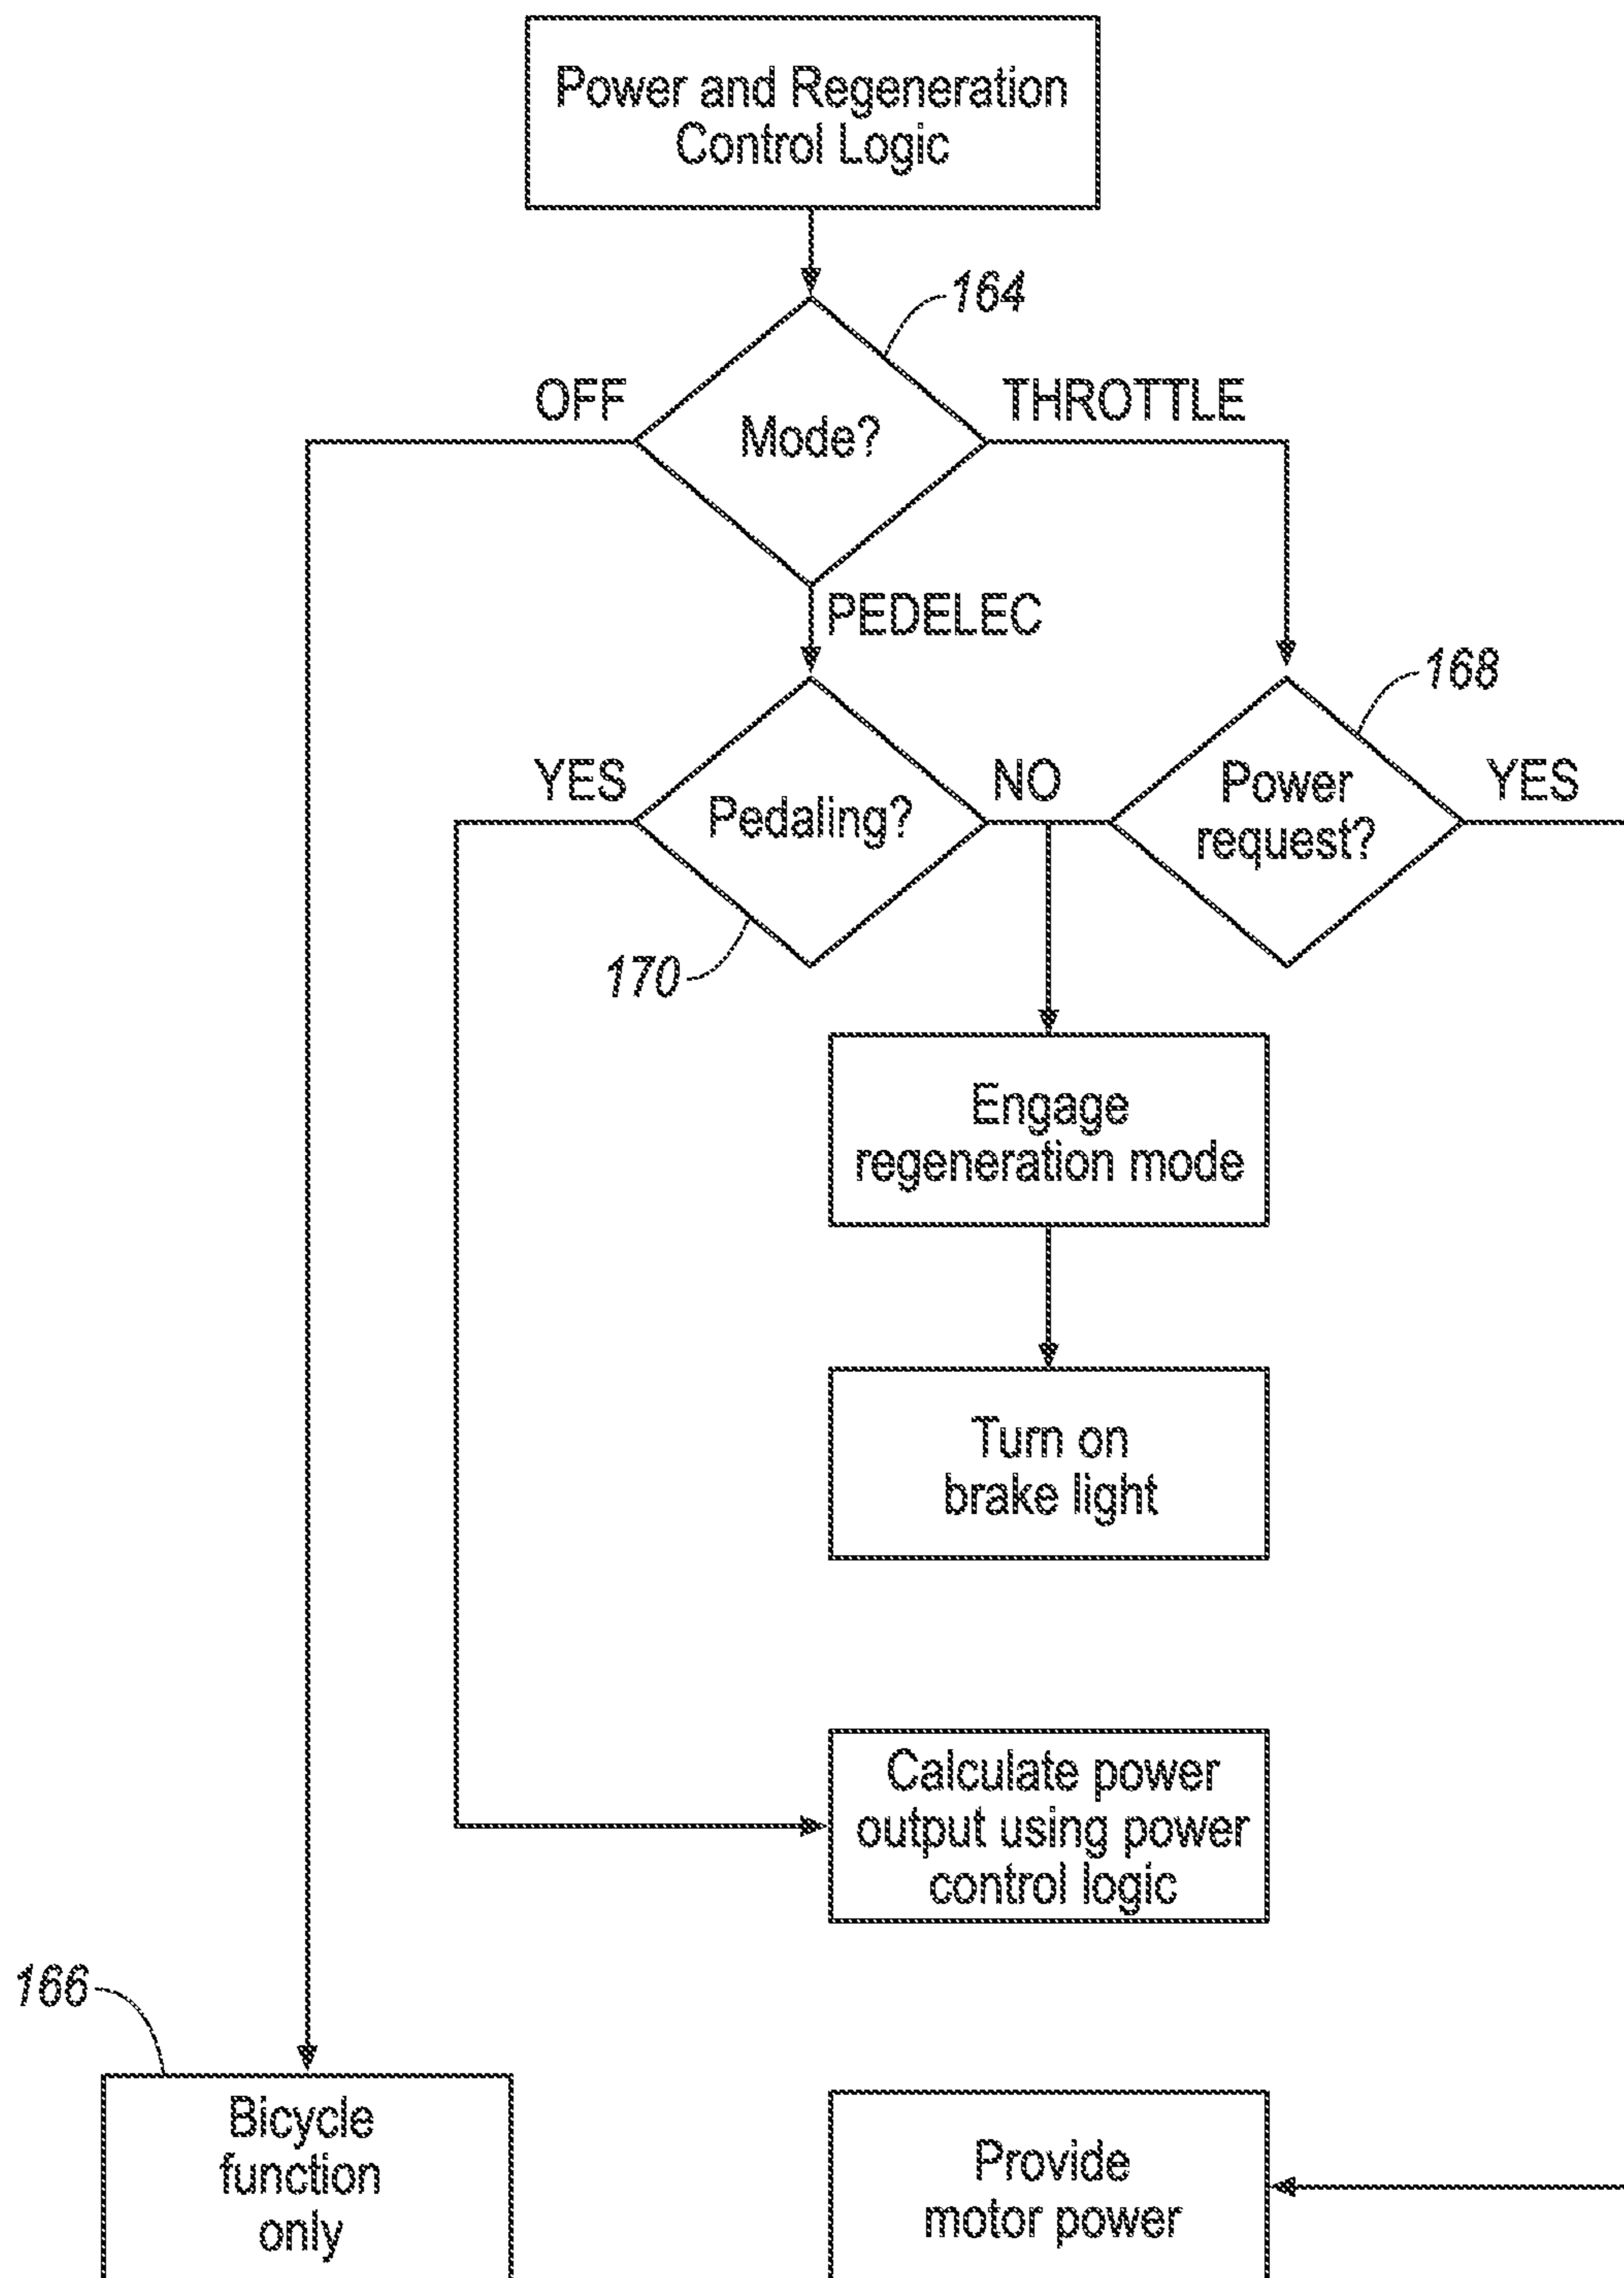 Power and Regeneration
Control Logic
164
OFF
THROTTLE
Mode?
PEDELEC
168
YES
Pedaling?
NO
Power
request?
YES
170
Engage
regeneration mode
Turn on
brake light
Calculate power
output using power
control logic
166
Bicycle
function
only
Provide
motor power